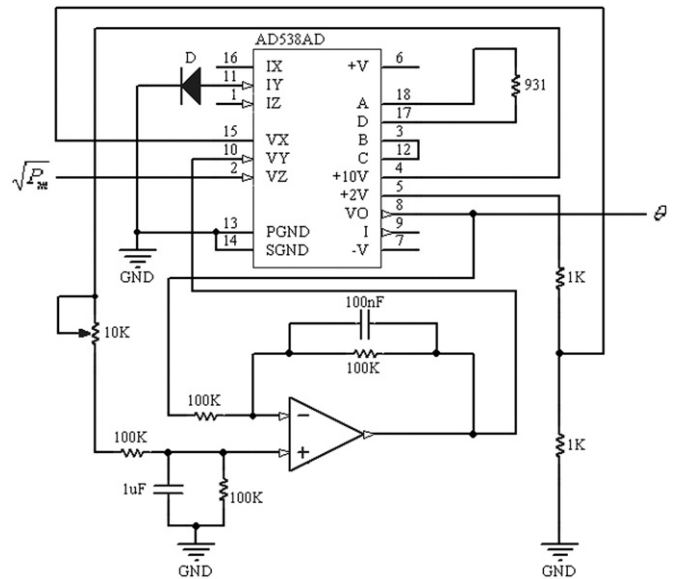 AD538AD
D
16 IX
11 IY
1 IZ
15 VX
10 VY
2 VZ
13 PGND
14 SGND
+V 6
A 18
D 17
B 3
C 12
+10V 4
+2V 5
VO 8
I 9
-V 7
931
√Pm
θ
GND
1K
100nF
10K
100K
100K
100K
1K
1uF
100K
GND
GND